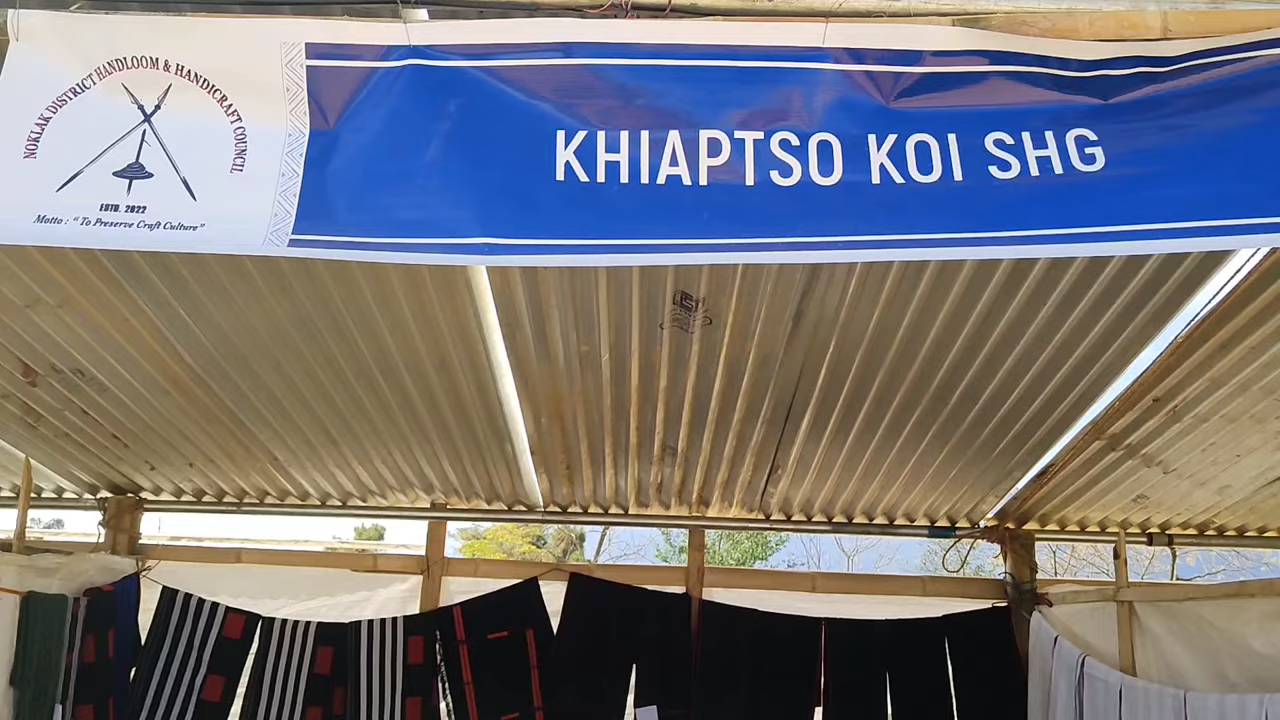 NOKLAK DISTRICT HANDLOOM & HANDICRAFT COUNCIL
ESTD. 2022
Motto : "To Preserve Craft Culture"
KHIAPTSO KOI SHG